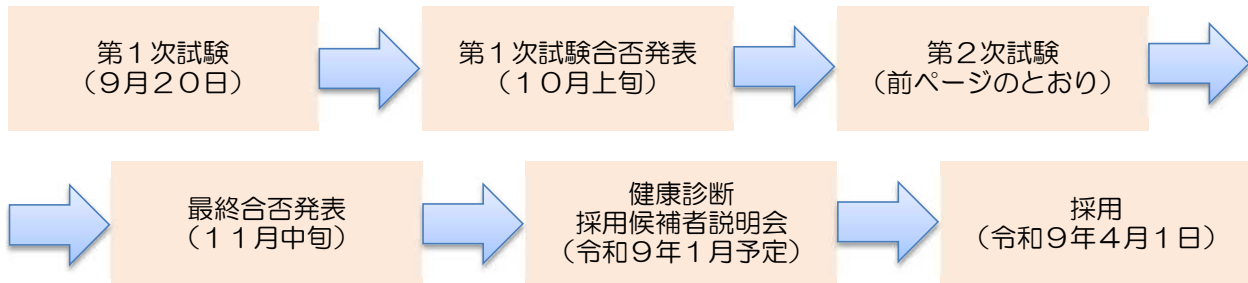 第１次試験
（９月２０日）
第１次試験合否発表
（１０月上旬）
第２次試験
（前ページのとおり）
最終合否発表
（１１月中旬）
健康診断
採用候補者説明会
（令和９年１月予定）
採用
（令和９年４月１日）